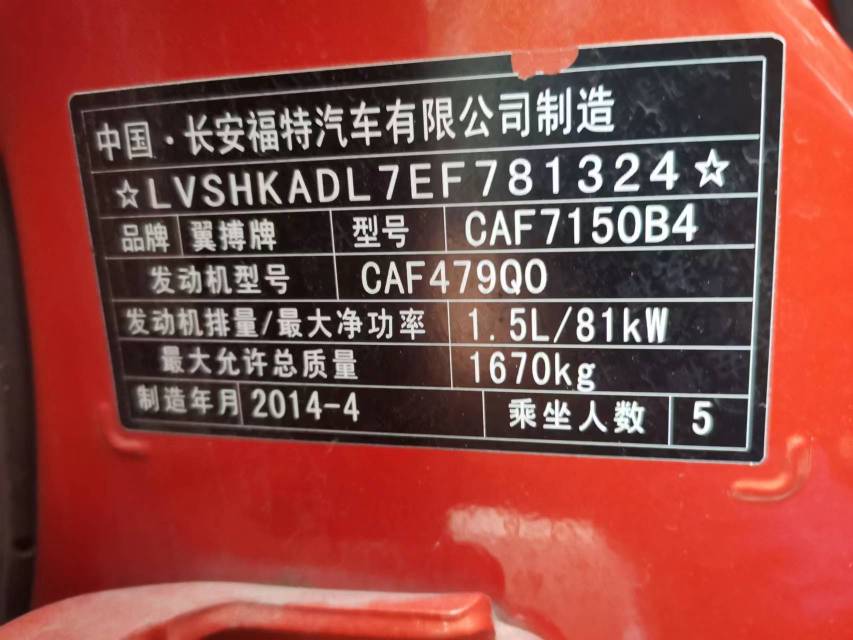 中国·长安福特汽车有限公司制造
☆LVSHKADL7EF781324☆
品牌 翼搏牌 型号 CAF7150B4
发动机型号 CAF479Q0
发动机排量/最大净功率 1.5L/81kW
最大允许总质量 1670kg
制造年月 2014-4 乘坐人数 5